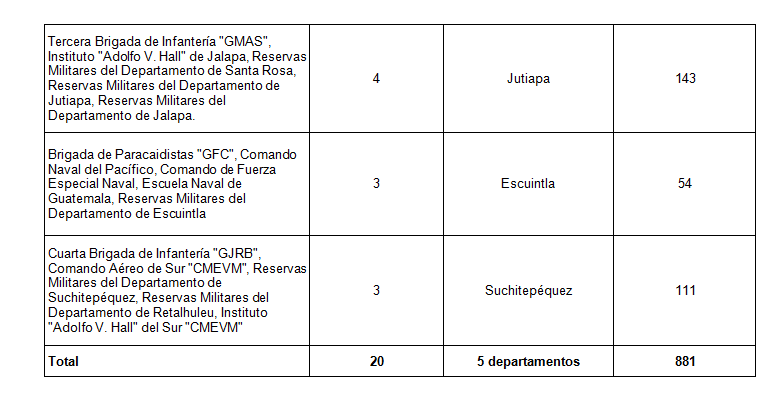 Tercera Brigada de Infantería "GMAS",
Instituto "Adolfo V. Hall" de Jalapa, Reservas
Militares del Departamento de Santa Rosa,
Reservas Militares del Departamento de
Jutiapa, Reservas Militares del
Departamento de Jalapa.
4
Jutiapa
143
Brigada de Paracaidistas "GFC", Comando
Naval del Pacífico, Comando de Fuerza
Especial Naval, Escuela Naval de
Guatemala, Reservas Militares del
Departamento de Escuintla
3
Escuintla
54
Cuarta Brigada de Infantería "GJRB",
Comando Aéreo de Sur "CMEVM", Reservas
Militares del Departamento de
Suchitepéquez, Reservas Militares del
Departamento de Retalhuleu, Instituto
"Adolfo V. Hall" del Sur "CMEVM"
3
Suchitepéquez
111
Total
20
5 departamentos
881